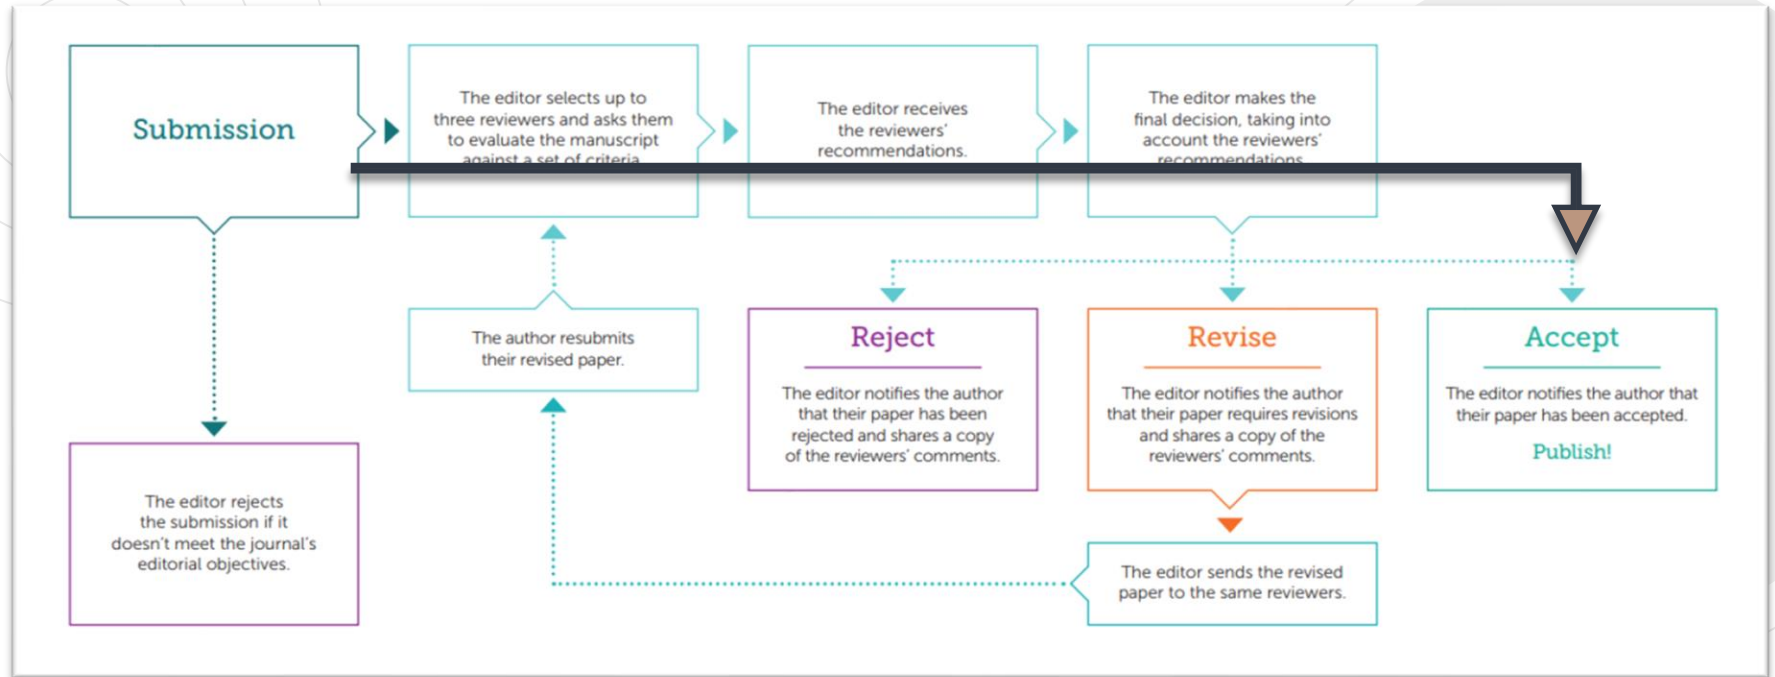 Submission
The editor selects up to
three reviewers and asks them
to evaluate the manuscript
against a set of criteria
The editor receives
the reviewers'
recommendations.
The editor makes the
final decision, taking into
account the reviewers'
recommendations
The author resubmits
their revised paper.
Reject
The editor notifies the author
that their paper has been
rejected and shares a copy
of the reviewers' comments.
Revise
The editor notifies the author
that their paper requires revisions
and shares a copy of the
reviewers' comments.
Accept
The editor notifies the author that
their paper has been accepted.
Publish!
The editor rejects
the submission if it
doesn't meet the journal's
editorial objectives.
The editor sends the revised
paper to the same reviewers.